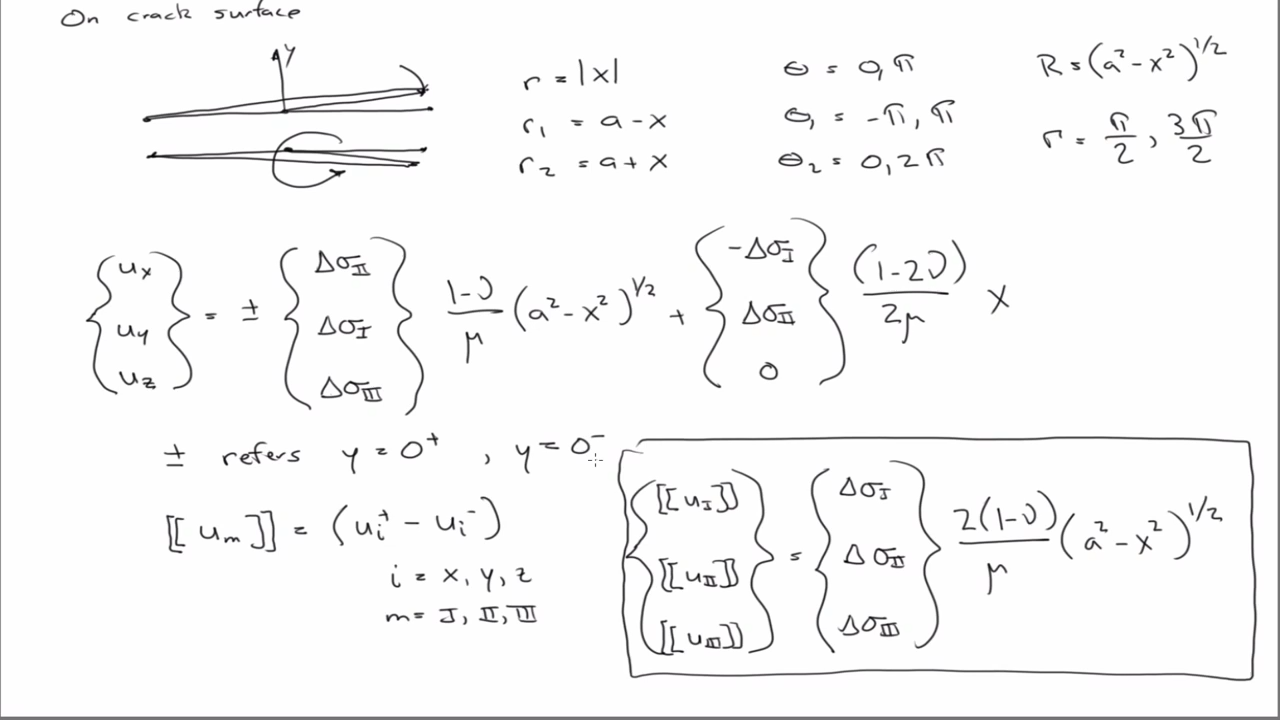 On crack surface
y
r = |x|
θ = 0, π
R = (a² - x²)^1/2
r₁ = a - x
θ₁ = -π, π
Γ = π/2, 3π/2
r₂ = a + x
θ₂ = 0, 2π
{u_x u_y u_z} = ± {Δσ_II Δσ_I Δσ_III} (1-ν)/μ (a² - x²)^1/2 + {-Δσ_I Δσ_II 0} (1-2ν)/2μ x
± refers y = 0⁺ , y = 0⁻
[[u_m]] = (u_i⁺ - u_i⁻)
i = x, y, z
m = I, II, III
{[[u_I]] [[u_II]] [[u_III]]} = {Δσ_I Δσ_II Δσ_III} 2(1-ν)/μ (a² - x²)^1/2